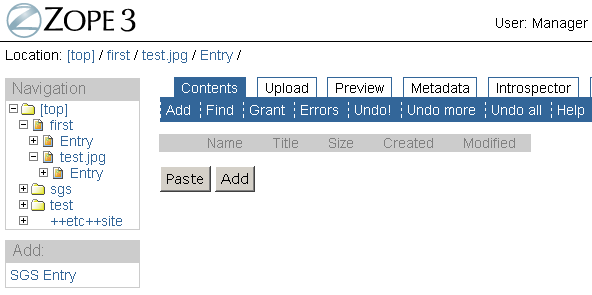 ZOPE 3
User: Manager
Location: [top] / first / test.jpg / Entry /
Navigation
[top]
first
Entry
test.jpg
Entry
sgs
test
++etc++site
Add:
SGS Entry
Contents Upload Preview Metadata Introspector
Add Find Grant Errors Undo! Undo more Undo all Help
Name Title Size Created Modified
Paste Add